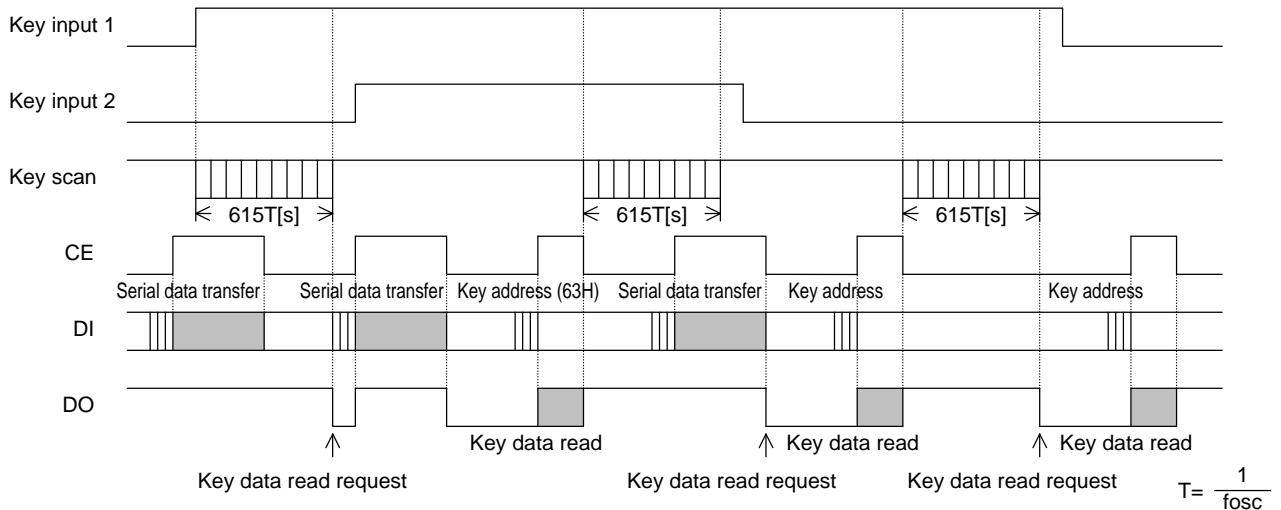 Key input 1
Key input 2
Key scan
615T[s] 615T[s] 615T[s]
CE
Serial data transfer Serial data transfer Key address (63H) Serial data transfer Key address Key address
DI
DO
Key data read Key data read Key data read
Key data read request Key data read request Key data read request
T= 1
fosc